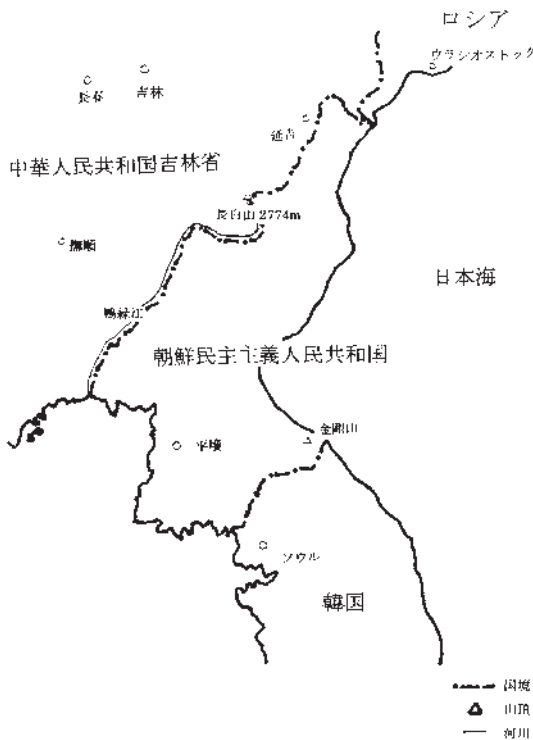 ロシア
ウラジオストック
長春
吉林
延吉
中華人民共和国吉林省
長白山 2774m
撫順
日本海
鴨緑江
朝鮮民主主義人民共和国
金剛山
平壌
ソウル
韓国
国境
山頂
河川